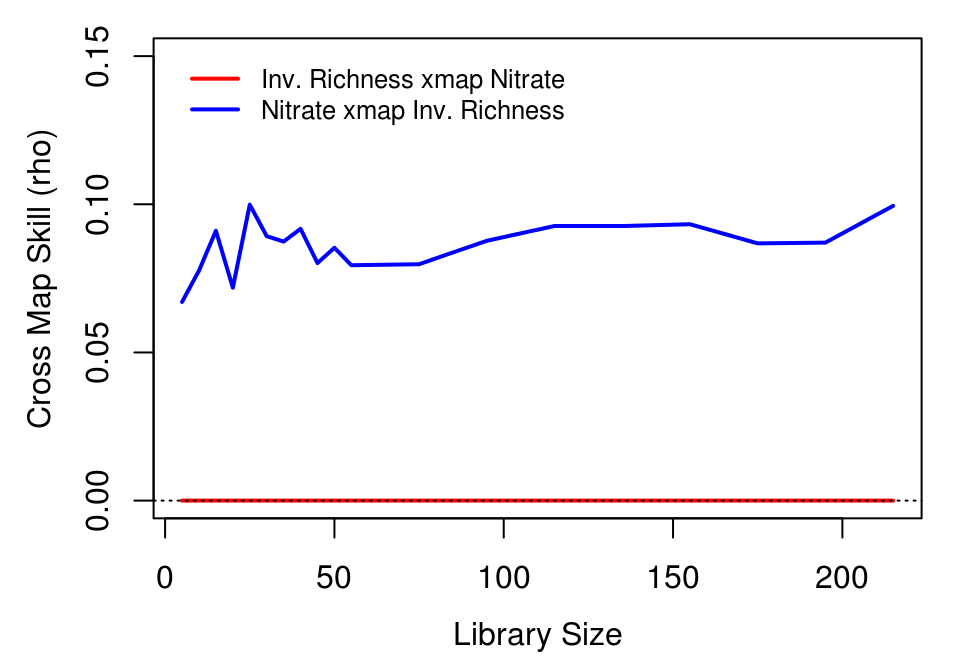 Inv. Richness xmap Nitrate
Nitrate xmap Inv. Richness
Cross Map Skill (rho)
0.15
0.10
0.05
0.00
0 50 100 150 200
Library Size